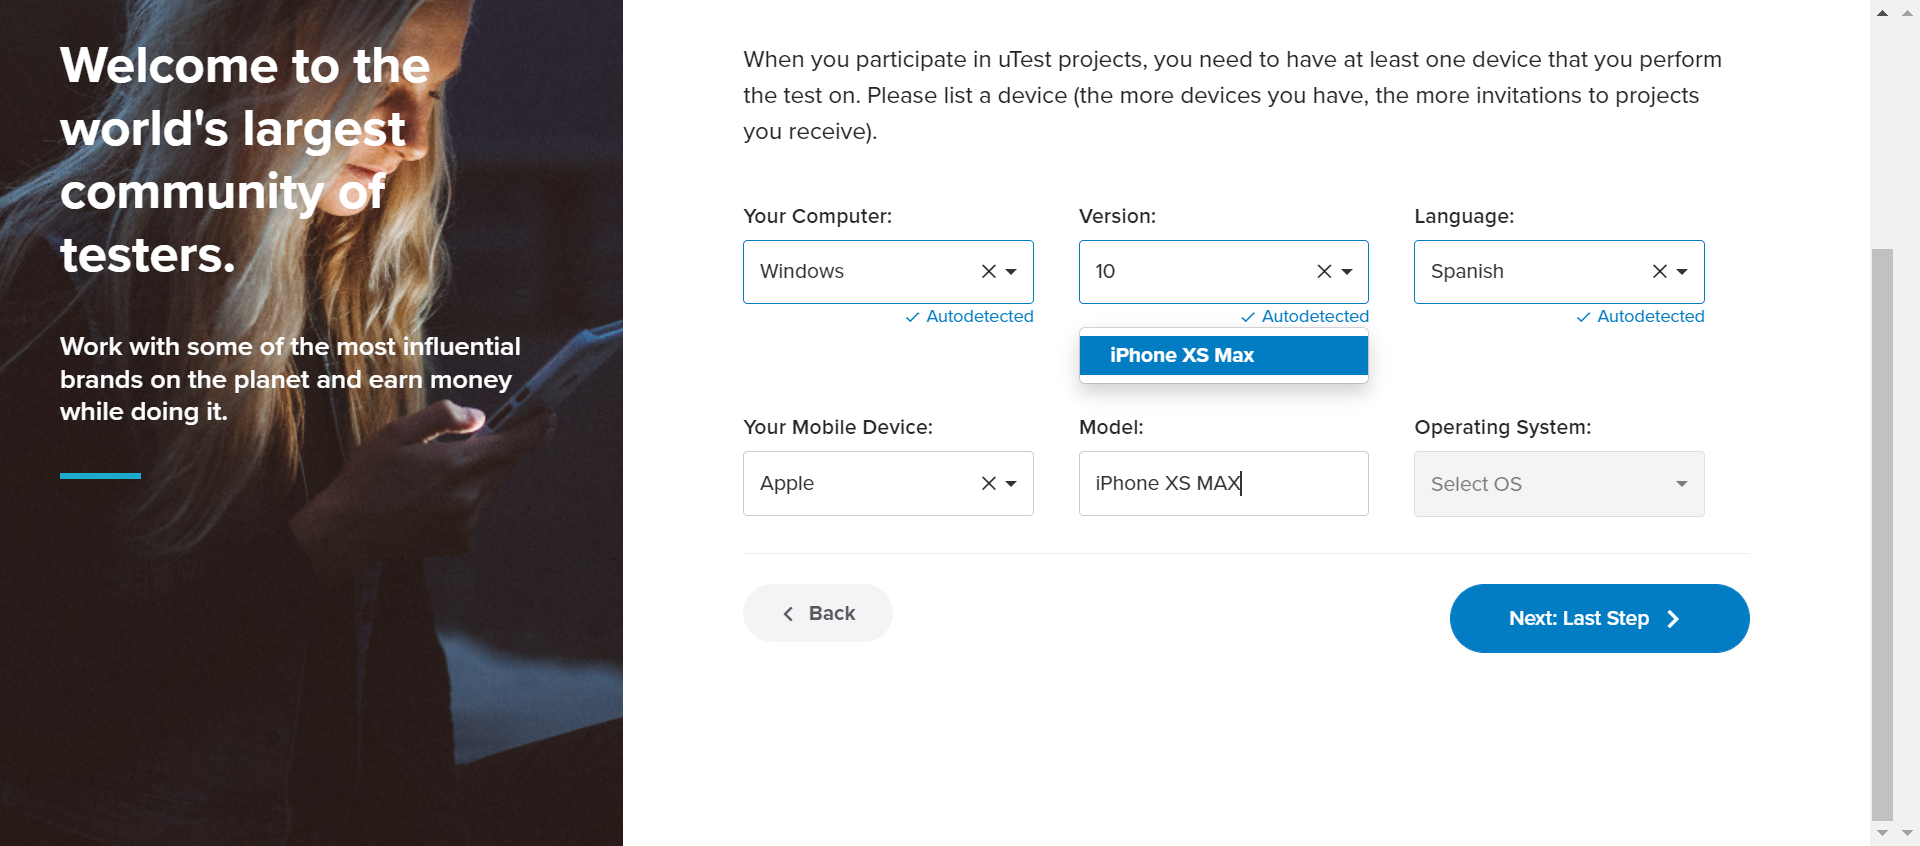 Welcome to the
world's largest
community of
testers.
Work with some of the most influential
brands on the planet and earn money
while doing it.
When you participate in uTest projects, you need to have at least one device that you perform
the test on. Please list a device (the more devices you have, the more invitations to projects
you receive).
Your Computer: Version: Language:
Windows 10 Spanish
Autodetected Autodetected Autodetected
iPhone XS Max
Your Mobile Device: Model: Operating System:
Apple iPhone XS MAX Select OS
Back Next: Last Step